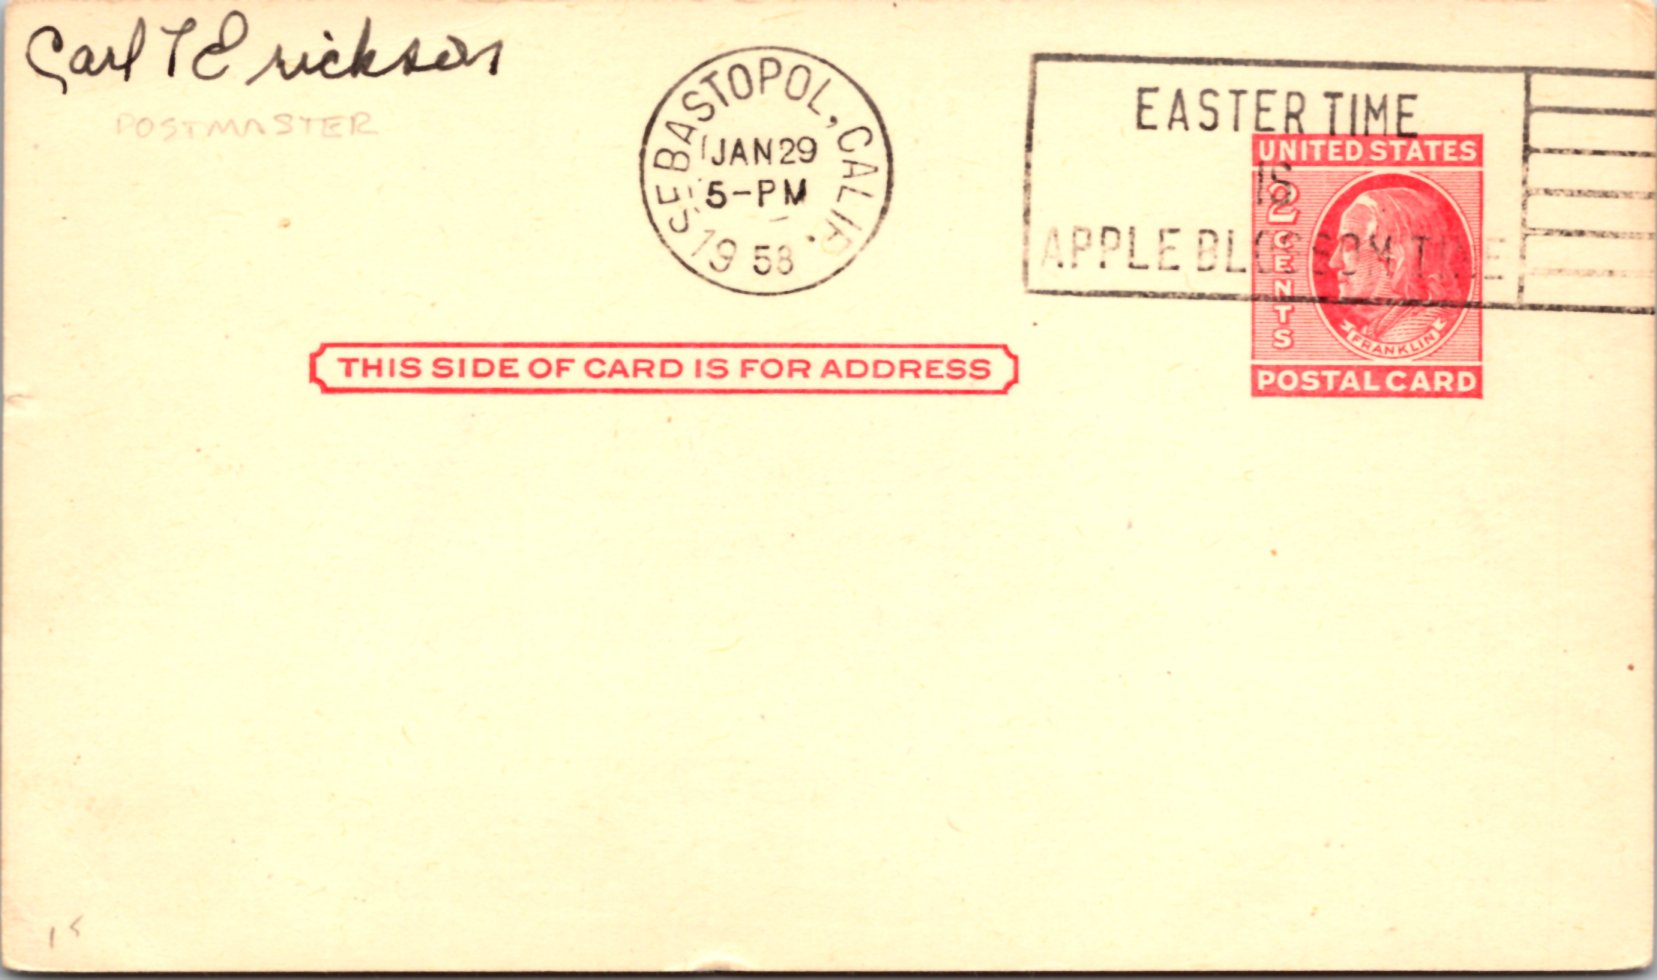 Carl T Erickson
POSTMASTER
SEBASTOPOL, CALIF.
JAN 29
5-PM
1958
EASTER TIME
IS
APPLE BLOSSOM TIME
UNITED STATES
2 CENTS
FRANKLIN
POSTAL CARD
THIS SIDE OF CARD IS FOR ADDRESS